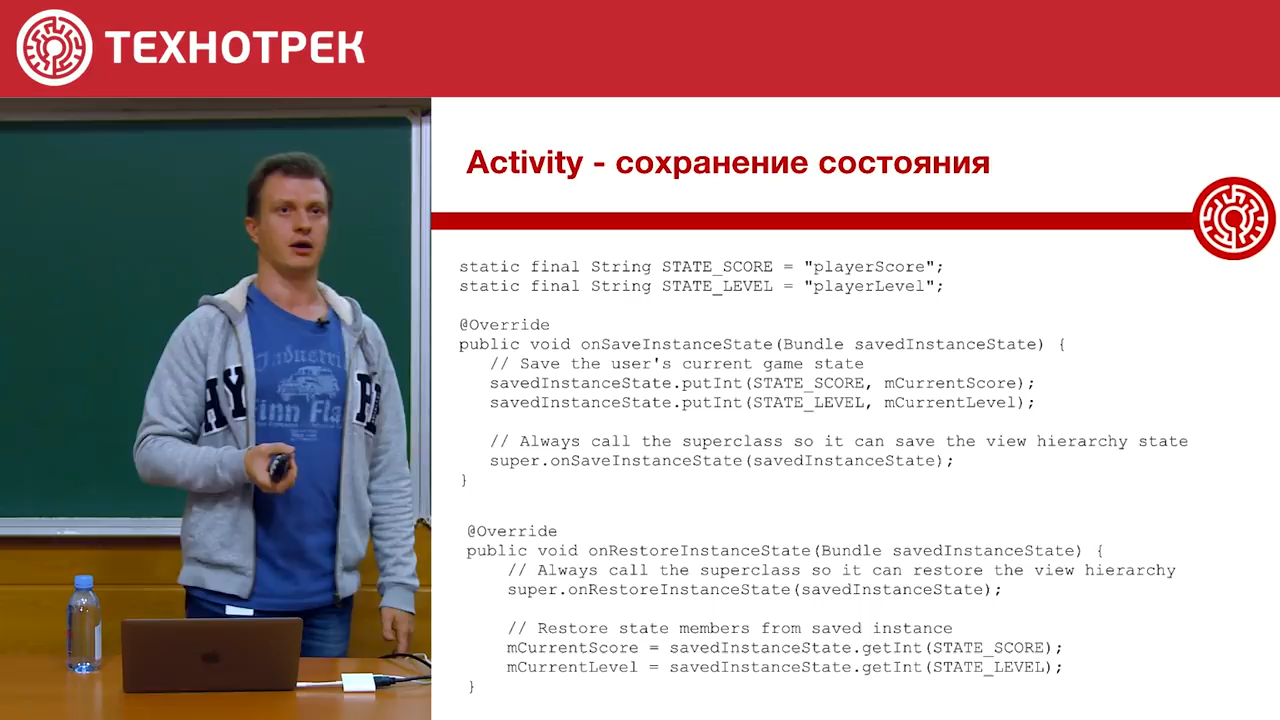 ТЕХНОТРЕК
Activity - сохранение состояния
static final String STATE_SCORE = "playerScore";
static final String STATE_LEVEL = "playerLevel";
@Override
public void onSaveInstanceState(Bundle savedInstanceState) {
// Save the user's current game state
savedInstanceState.putInt(STATE_SCORE, mCurrentScore);
savedInstanceState.putInt(STATE_LEVEL, mCurrentLevel);
// Always call the superclass so it can save the view hierarchy state
super.onSaveInstanceState(savedInstanceState);
}
@Override
public void onRestoreInstanceState(Bundle savedInstanceState) {
// Always call the superclass so it can restore the view hierarchy
super.onRestoreInstanceState(savedInstanceState);
// Restore state members from saved instance
mCurrentScore = savedInstanceState.getInt(STATE_SCORE);
mCurrentLevel = savedInstanceState.getInt(STATE_LEVEL);
}
HY